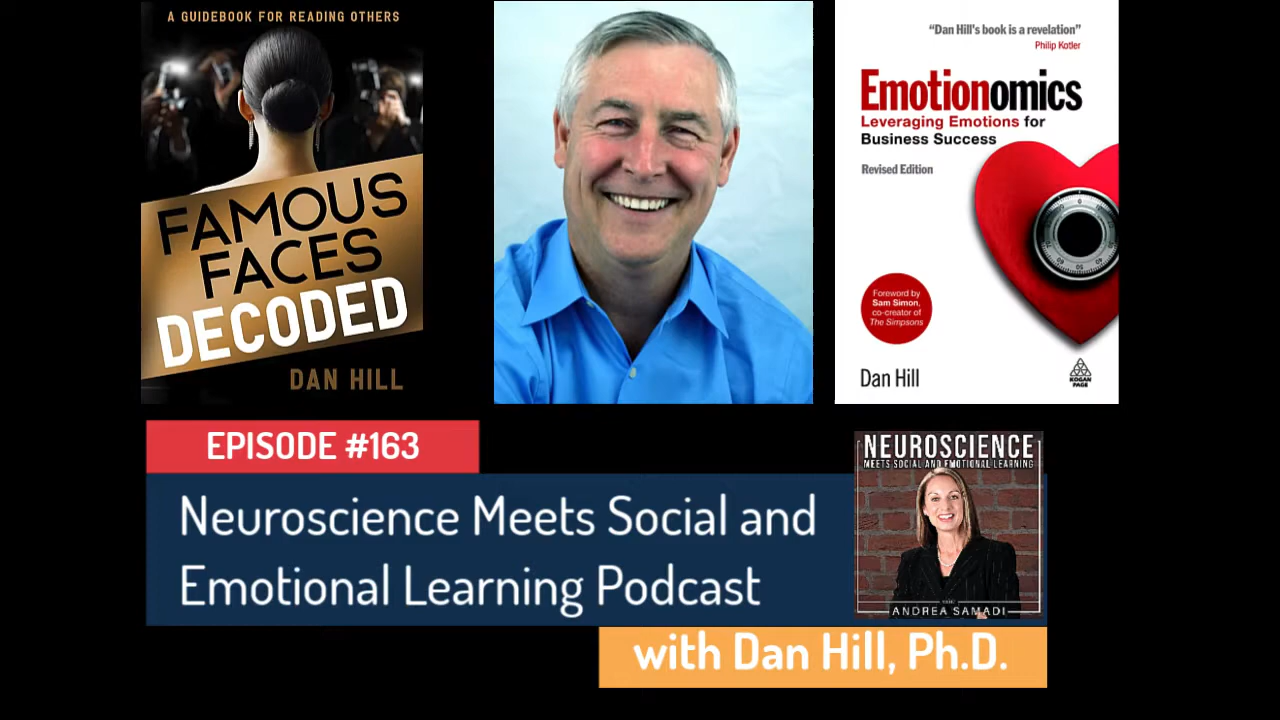 A GUIDEBOOK FOR READING OTHERS
FAMOUS
FACES
DECODED
DAN HILL
“Dan Hill's book is a revelation”
Philip Kotler
Emotionomics
Leveraging Emotions for
Business Success
Revised Edition
Foreword by
Sam Simon,
co-creator of
The Simpsons
Dan Hill
KOGAN
PAGE
EPISODE #163
Neuroscience Meets Social and
Emotional Learning Podcast
with Dan Hill, Ph.D.
NEUROSCIENCE
MEETS SOCIAL AND EMOTIONAL LEARNING
ANDREA SAMADI